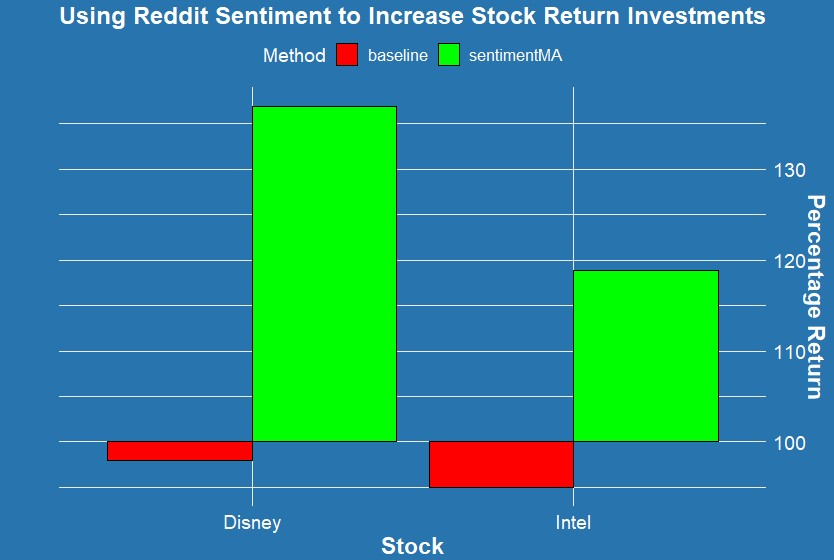 Using Reddit Sentiment to Increase Stock Return Investments
Method baseline sentimentMA
130
120
110
100
Percentage Return
Disney Intel
Stock